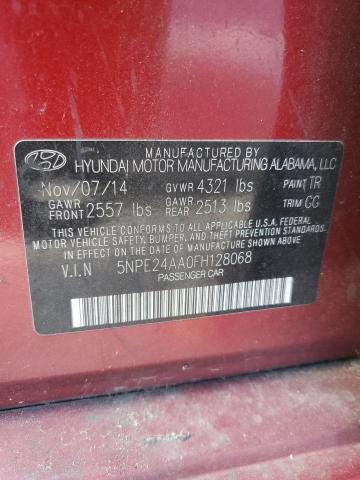 MANUFACTURED BY
HYUNDAI MOTOR MANUFACTURING ALABAMA, LLC
Nov/07/14 GVWR 4321 lbs PAINT TR
GAWR FRONT 2557 lbs GAWR REAR 2513 lbs TRIM GG
THIS VEHICLE CONFORMS TO ALL APPLICABLE U.S.A FEDERAL
MOTOR VEHICLE SAFETY, BUMPER, AND THEFT PREVENTION
STANDARDS IN EFFECT ON THE DATE OF MANUFACTURE SHOWN ABOVE.
V.I.N 5NPE24AA0FH128068
PASSENGER CAR